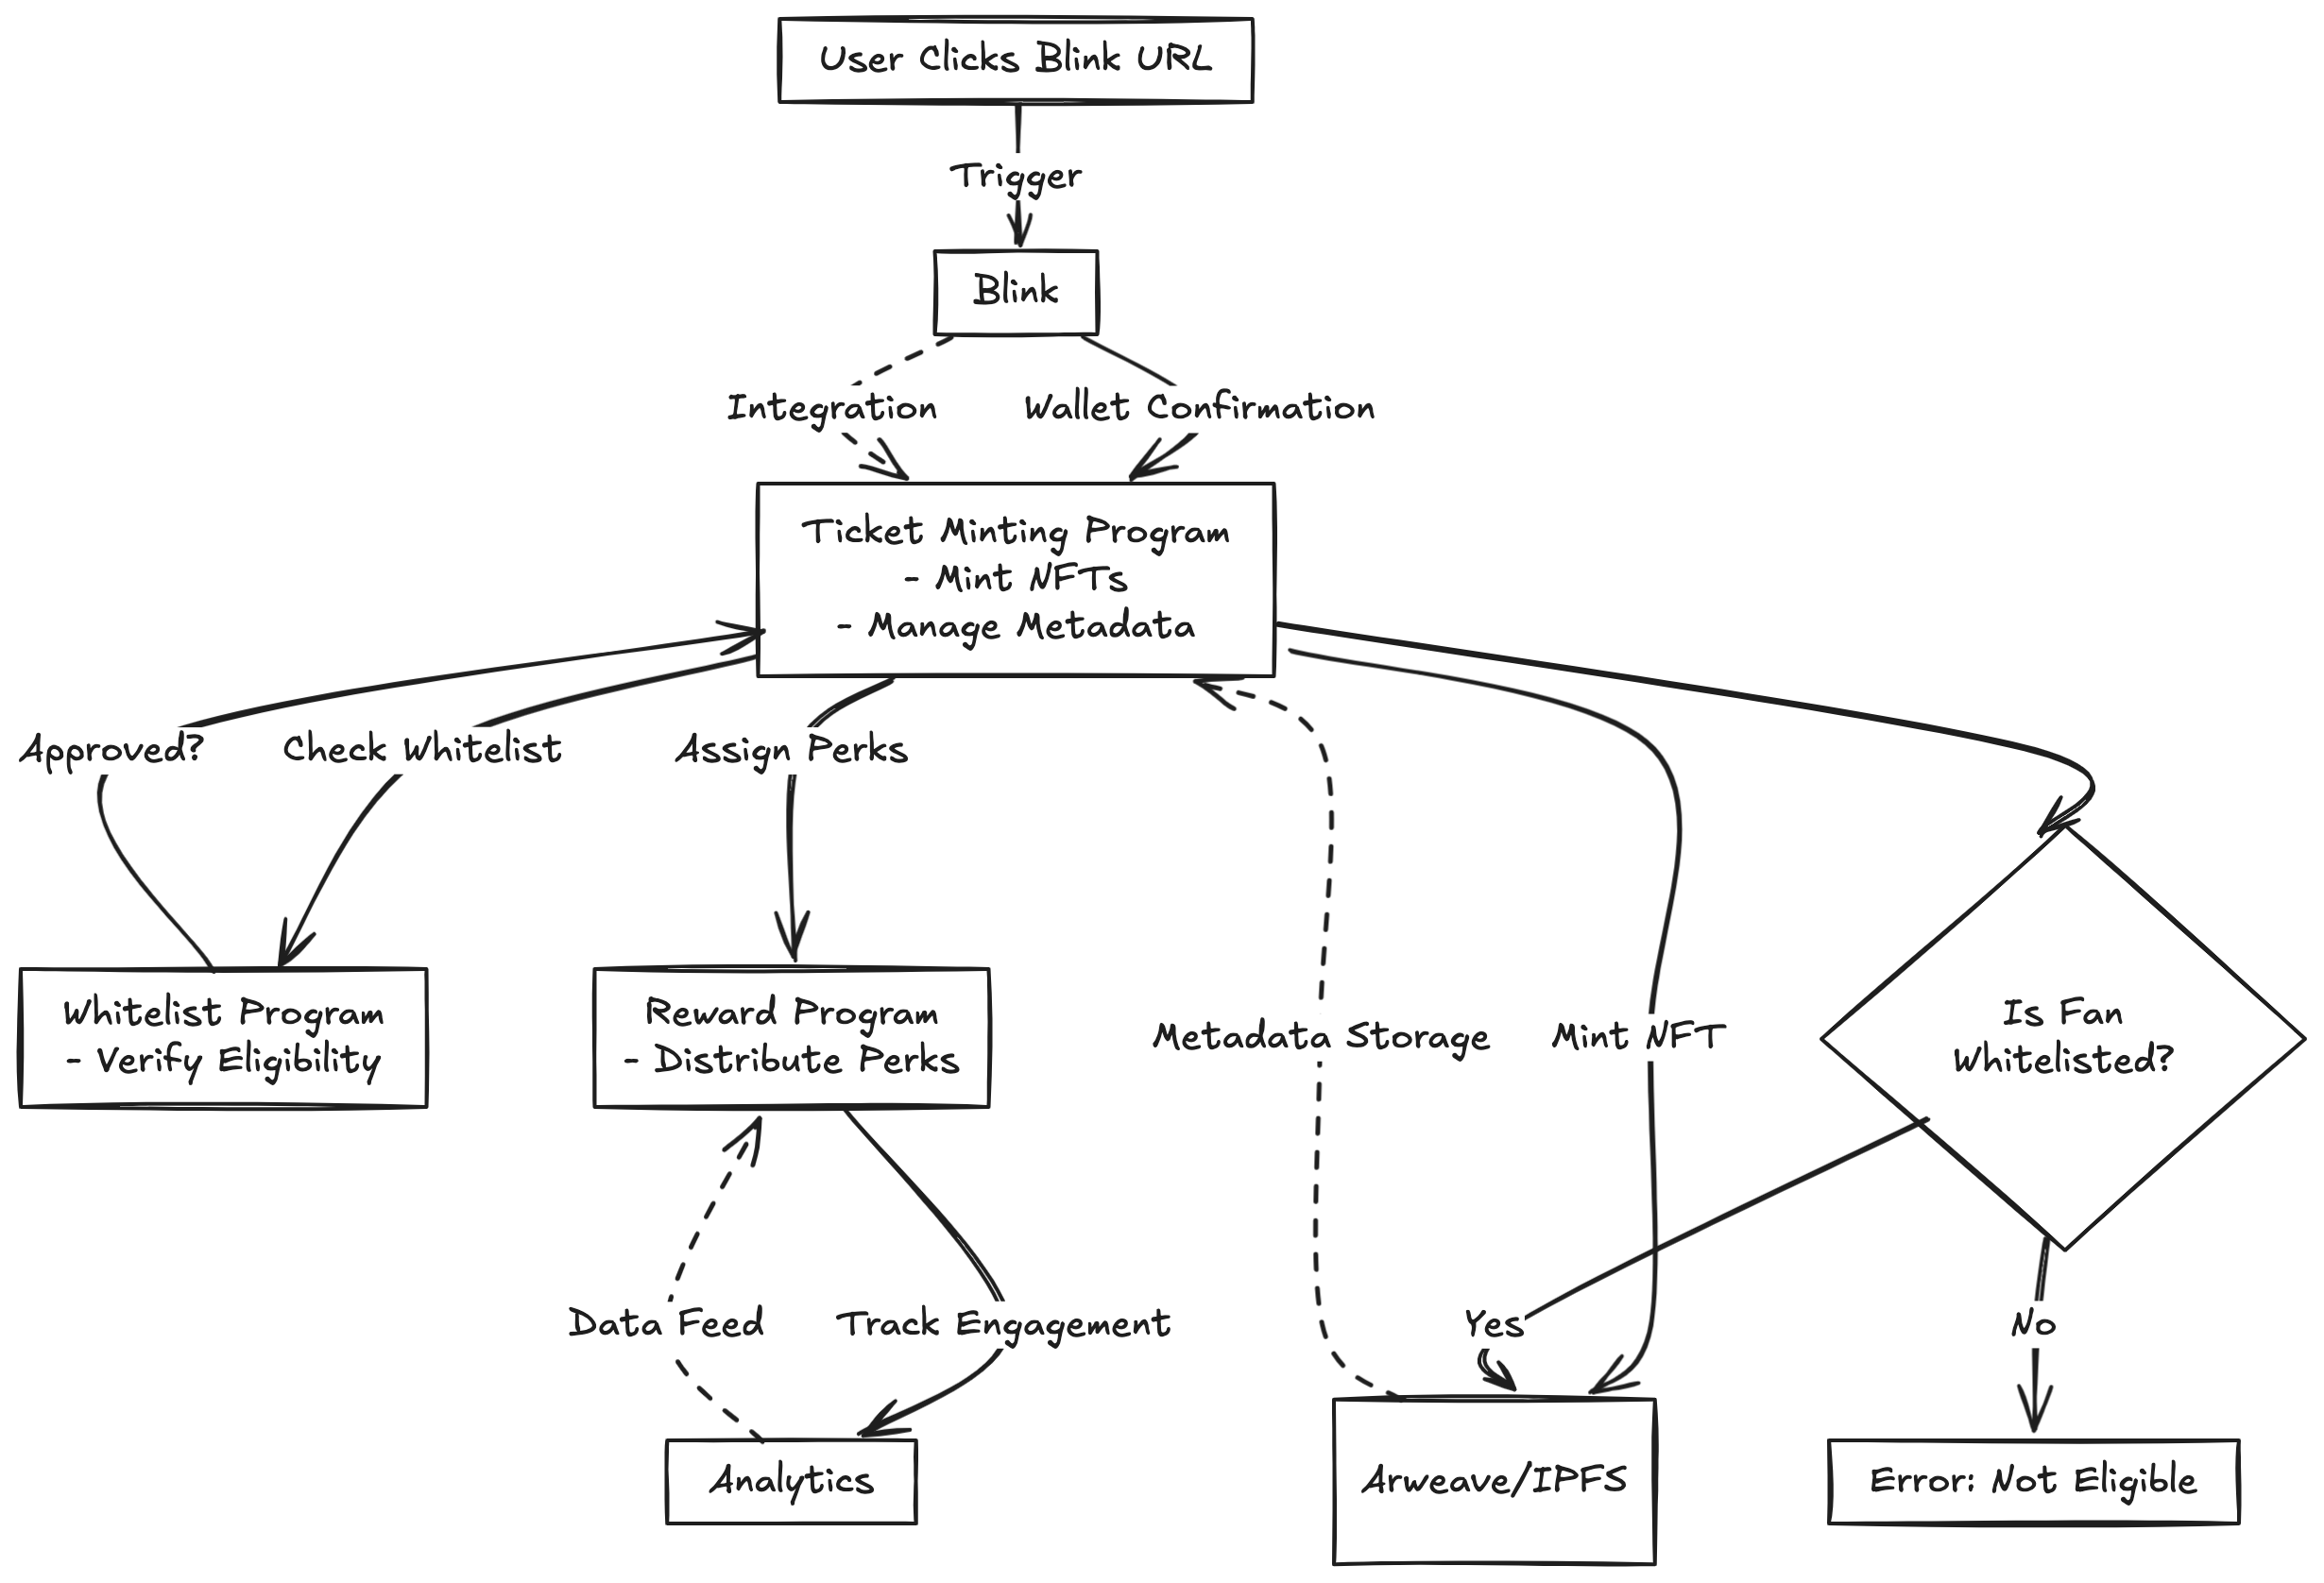 User Clicks Blink URL
Trigger
Blink
Integration
Wallet Confirmation
Ticket Minting Program
- Mint NFTs
- Manage Metadata
Approved?
Check Whitelist
Assign Perks
Whitelist Program
- Verify Eligibility
Reward Program
- Distribute Perks
Metadata Storage
Mint NFT
Is Fan
Whitelisted?
Data Feed
Track Engagement
Yes
No
Analytics
Arweave/IPFS
Error: Not Eligible